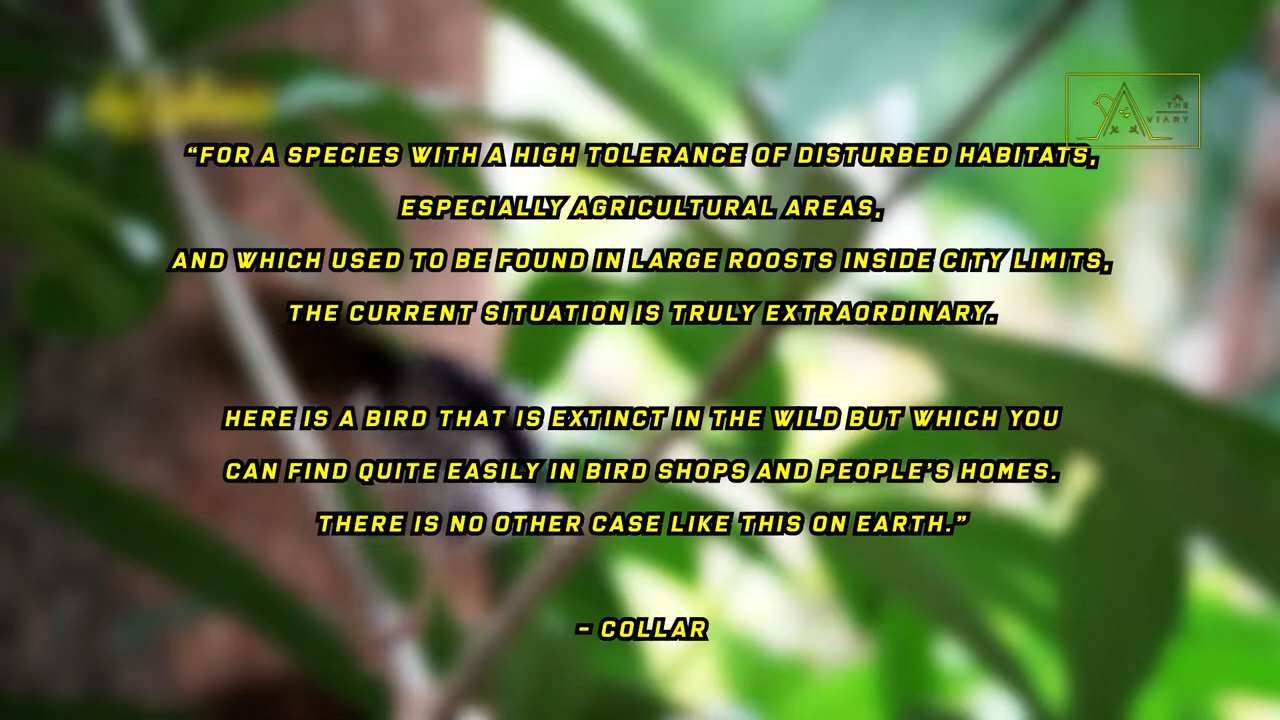 THE
VIARY
“FOR A SPECIES WITH A HIGH TOLERANCE OF DISTURBED HABITATS,
ESPECIALLY AGRICULTURAL AREAS,
AND WHICH USED TO BE FOUND IN LARGE ROOSTS INSIDE CITY LIMITS,
THE CURRENT SITUATION IS TRULY EXTRAORDINARY.
HERE IS A BIRD THAT IS EXTINCT IN THE WILD BUT WHICH YOU
CAN FIND QUITE EASILY IN BIRD SHOPS AND PEOPLE’S HOMES.
THERE IS NO OTHER CASE LIKE THIS ON EARTH.”
- COLLAR